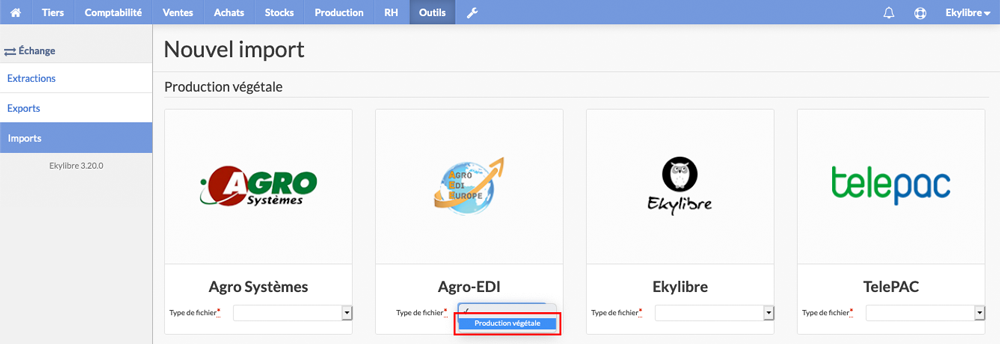 Tiers Comptabilité Ventes Achats Stocks Production RH Outils Ekylibre
Échange
Extractions
Exports
Imports
Ekylibre 3.20.0
Nouvel import
Production végétale
AGRO
Systèmes
AGRO
EDI
EUROPE
Ekylibre
telepac
Agro Systèmes
Agro-EDI
Ekylibre
TelePAC
Type de fichier*
Type de fichier*
Type de fichier*
Type de fichier*
Production végétale